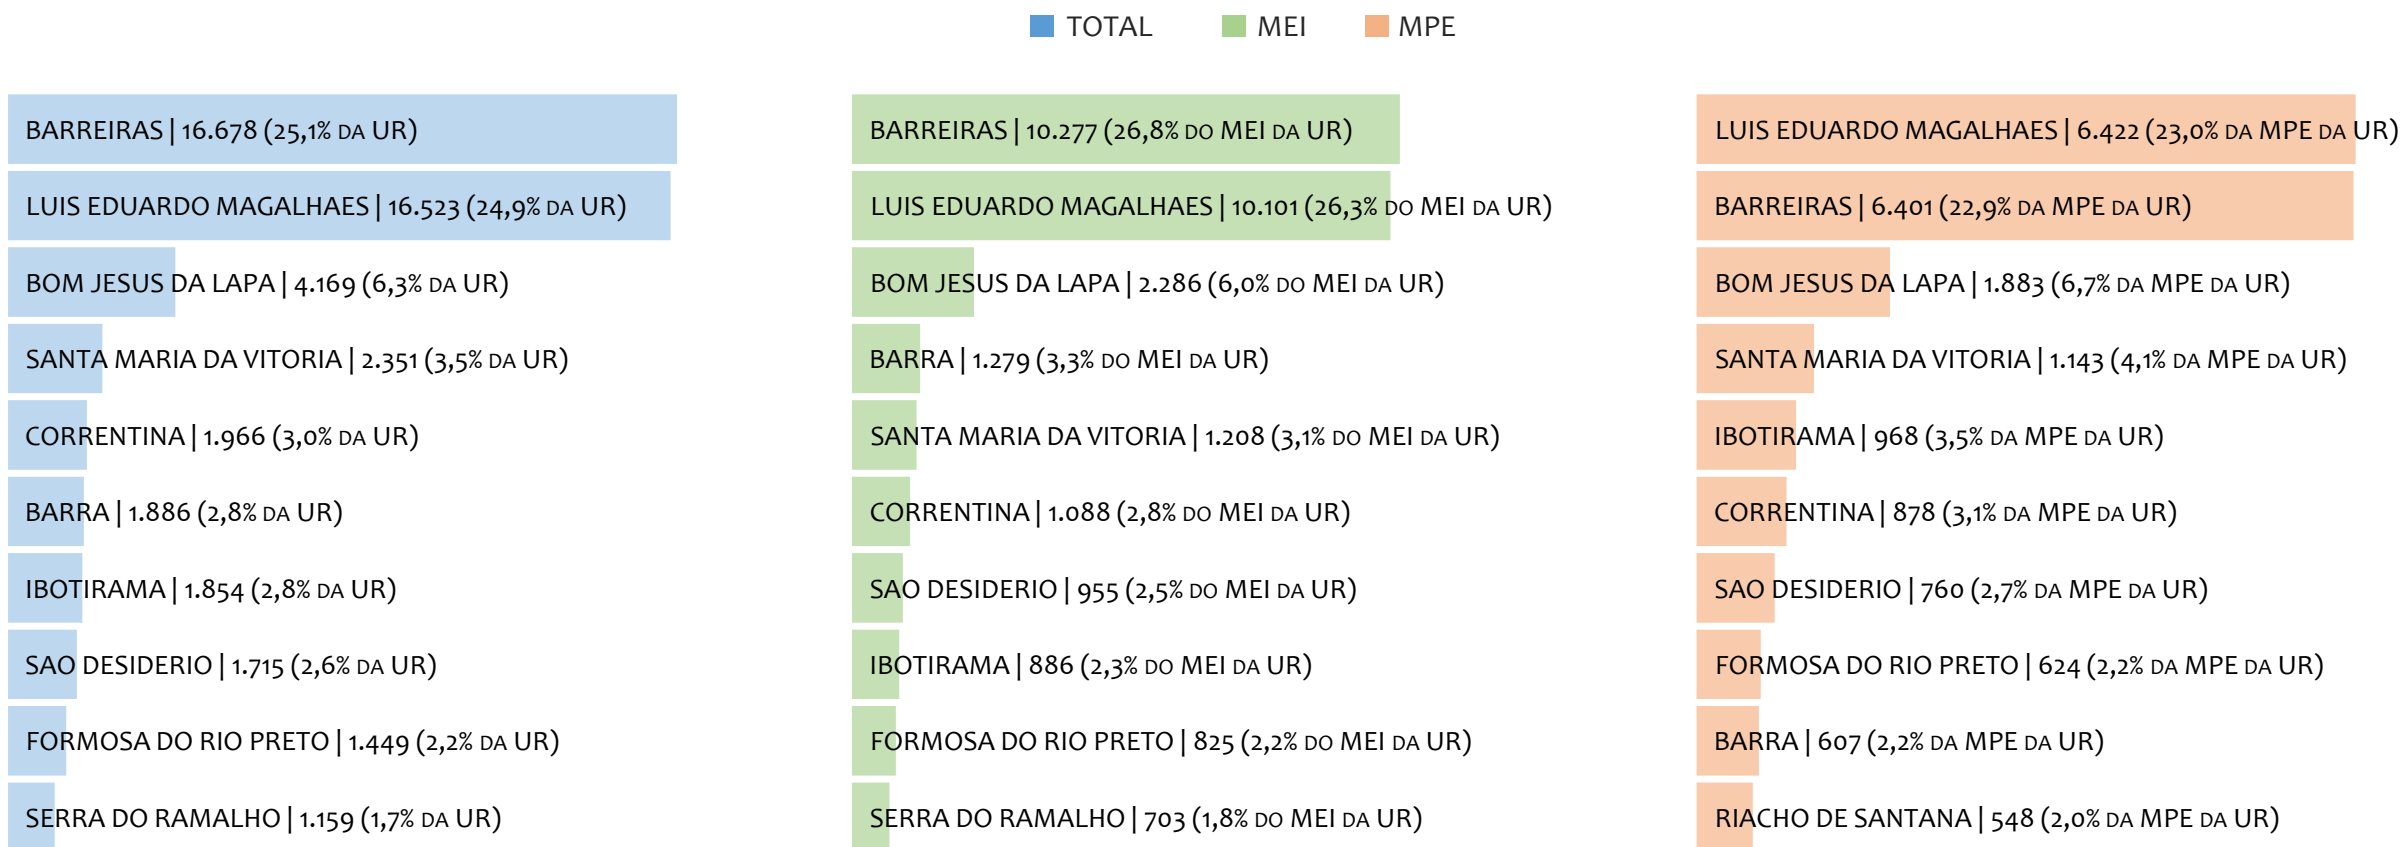 TOTAL MEI MPE
BARREIRAS | 16.678 (25,1% DA UR)
LUIS EDUARDO MAGALHAES | 16.523 (24,9% DA UR)
BOM JESUS DA LAPA | 4.169 (6,3% DA UR)
SANTA MARIA DA VITORIA | 2.351 (3,5% DA UR)
CORRENTINA | 1.966 (3,0% DA UR)
BARRA | 1.886 (2,8% DA UR)
IBOTIRAMA | 1.854 (2,8% DA UR)
SAO DESIDERIO | 1.715 (2,6% DA UR)
FORMOSA DO RIO PRETO | 1.449 (2,2% DA UR)
SERRA DO RAMALHO | 1.159 (1,7% DA UR)
BARREIRAS | 10.277 (26,8% DO MEI DA UR)
LUIS EDUARDO MAGALHAES | 10.101 (26,3% DO MEI DA UR)
BOM JESUS DA LAPA | 2.286 (6,0% DO MEI DA UR)
BARRA | 1.279 (3,3% DO MEI DA UR)
SANTA MARIA DA VITORIA | 1.208 (3,1% DO MEI DA UR)
CORRENTINA | 1.088 (2,8% DO MEI DA UR)
SAO DESIDERIO | 955 (2,5% DO MEI DA UR)
IBOTIRAMA | 886 (2,3% DO MEI DA UR)
FORMOSA DO RIO PRETO | 825 (2,2% DO MEI DA UR)
SERRA DO RAMALHO | 703 (1,8% DO MEI DA UR)
LUIS EDUARDO MAGALHAES | 6.422 (23,0% DA MPE DA UR)
BARREIRAS | 6.401 (22,9% DA MPE DA UR)
BOM JESUS DA LAPA | 1.883 (6,7% DA MPE DA UR)
SANTA MARIA DA VITORIA | 1.143 (4,1% DA MPE DA UR)
IBOTIRAMA | 968 (3,5% DA MPE DA UR)
CORRENTINA | 878 (3,1% DA MPE DA UR)
SAO DESIDERIO | 760 (2,7% DA MPE DA UR)
FORMOSA DO RIO PRETO | 624 (2,2% DA MPE DA UR)
BARRA | 607 (2,2% DA MPE DA UR)
RIACHO DE SANTANA | 548 (2,0% DA MPE DA UR)